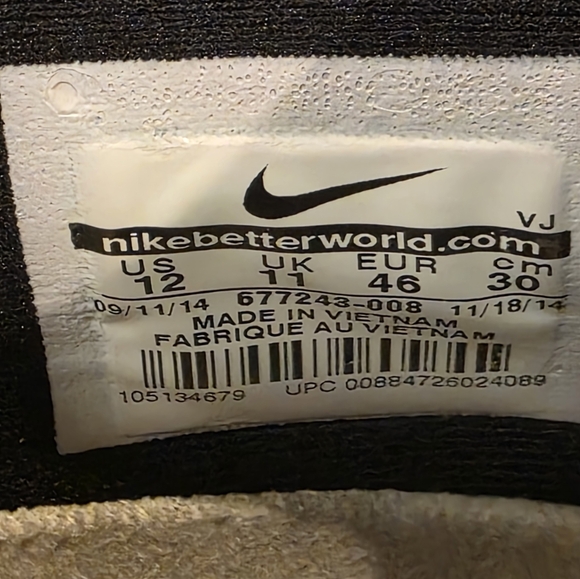 VJ
nikebetterworld.com
US UK EUR cm
12 11 46 30
09/11/14 677243-008 11/18/14
MADE IN VIETNAM
FABRIQUE AU VIETNAM
105134679 UPC 00884726024089